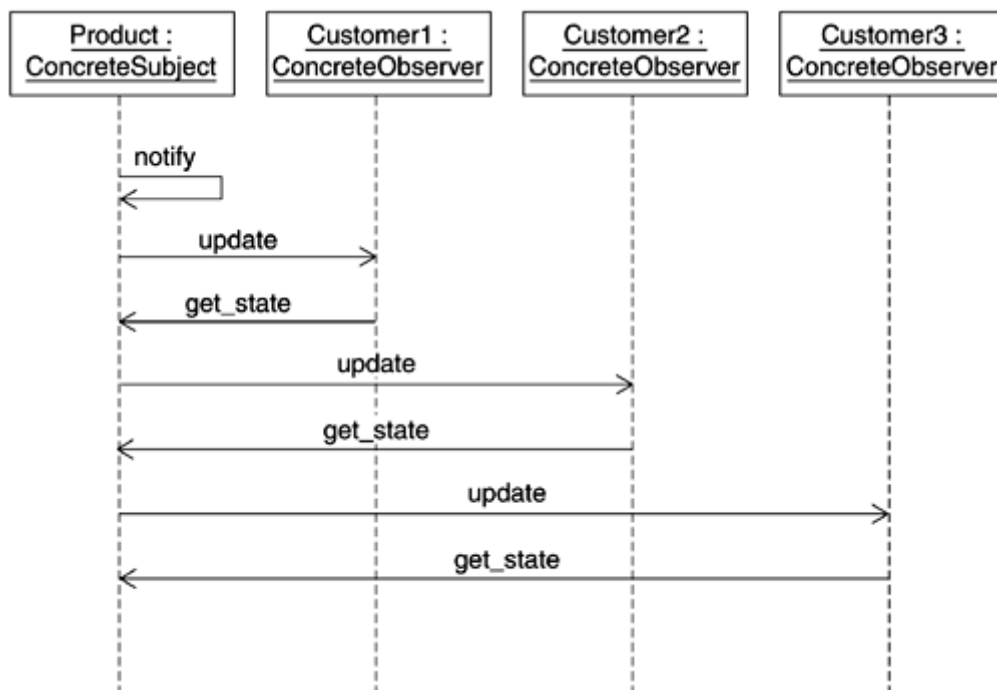 Product :
ConcreteSubject
Customer1 :
ConcreteObserver
Customer2 :
ConcreteObserver
Customer3 :
ConcreteObserver
notify
update
get_state
update
get_state
update
get_state